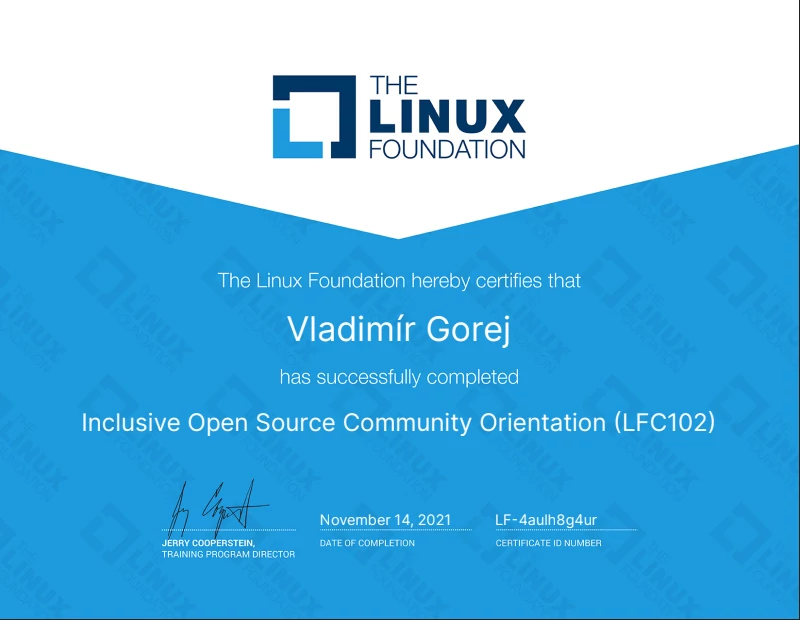 THE
LINUX
FOUNDATION
The Linux Foundation hereby certifies that
Vladimír Gorej
has successfully completed
Inclusive Open Source Community Orientation (LFC102)
November 14, 2021
LF-4aulh8g4ur
JERRY COOPERSTEIN,
TRAINING PROGRAM DIRECTOR
DATE OF COMPLETION
CERTIFICATE ID NUMBER